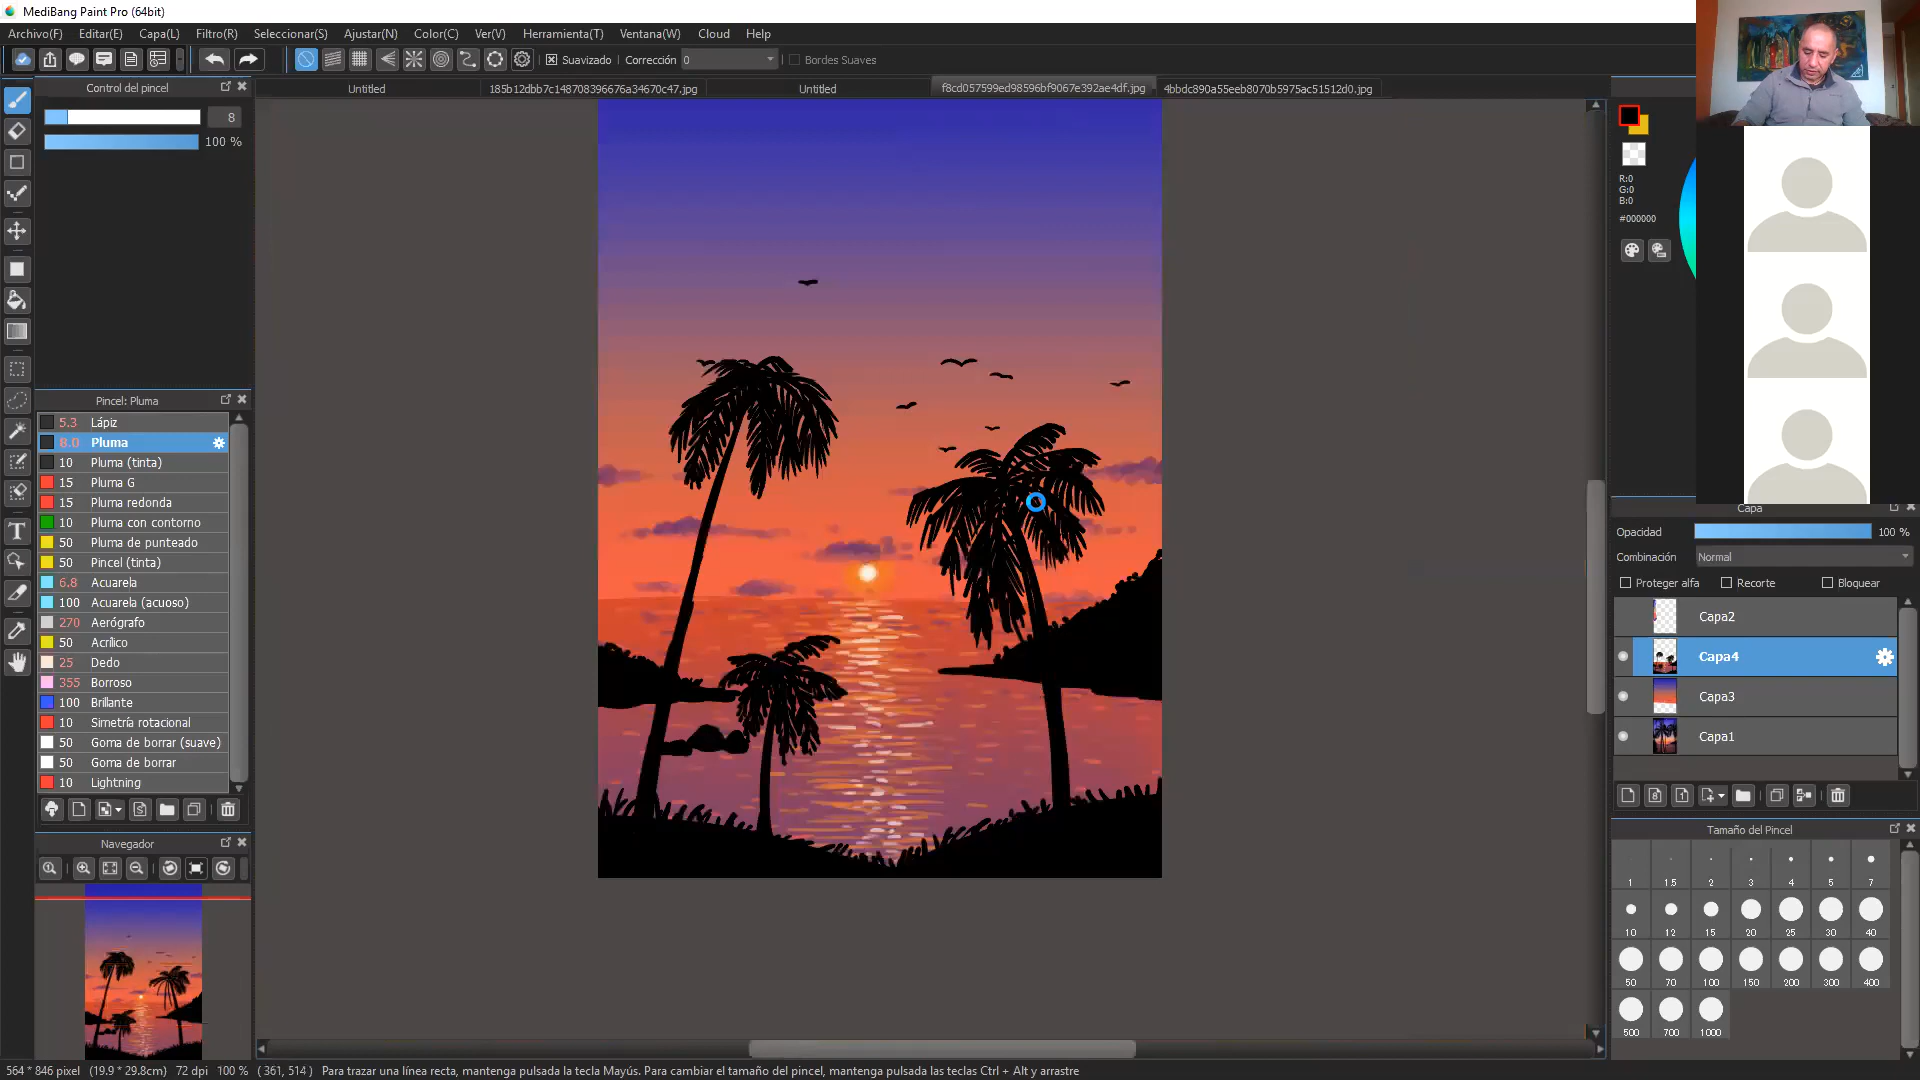 MediBang Paint Pro (64bit)
Archivo(F) Editar(E) Capa(L) Filtro(R) Seleccionar(S) Ajustar(N) Color(C) Ver(V) Herramienta(T) Ventana(W) Cloud Help
Suavizado Corrección 0 Bordes Suaves
Control del pincel
Untitled 185b12dbb7c148708396676a34670c47.jpg Untitled f8cd057599ed98596bf9067e392ae4df.jpg 4bbdc890a55eeb8070b5975ac51512d0.jpg
8
100 %
R:0
G:0
B:0
#000000
Pincel: Pluma
5.3 Lápiz
8.0 Pluma
10 Pluma (tinta)
15 Pluma G
15 Pluma redonda
10 Pluma con contorno
50 Pluma de punteado
50 Pincel (tinta)
6.8 Acuarela
100 Acuarela (acuoso)
270 Aerógrafo
50 Acrílico
25 Dedo
355 Borroso
100 Brillante
10 Simetría rotacional
50 Goma de borrar (suave)
50 Goma de borrar
10 Lightning
Navegador
Capa
Opacidad 100 %
Combinación Normal
Proteger alfa Recorte Bloquear
Capa2
Capa4
Capa3
Capa1
Tamaño del Pincel
1 1.5 2 3 4 5 7
10 12 15 20 25 30 40
50 70 100 150 200 300 400
500 700 1000
564 * 846 pixel (19.9 * 29.8cm) 72 dpi 100 % ( 361, 514 ) Para trazar una línea recta, mantenga pulsada la tecla Mayús. Para cambiar el tamaño del pincel, mantenga pulsadas las teclas Ctrl + Alt y arrastre